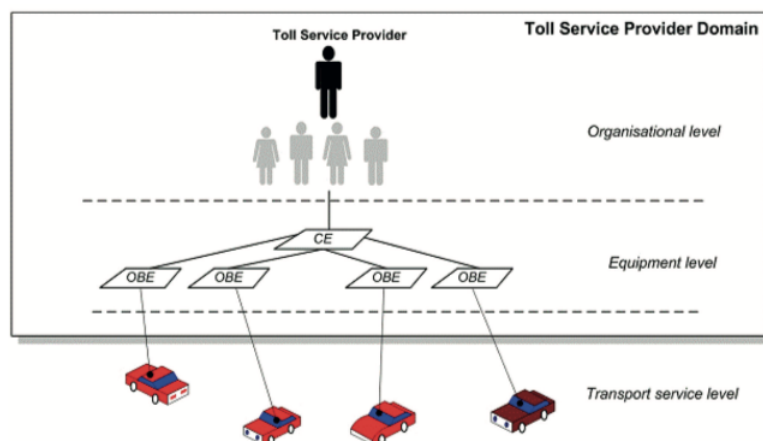 Toll Service Provider Domain
Toll Service Provider
Organisational level
CE
OBE
OBE
OBE
OBE
Equipment level
Transport service level